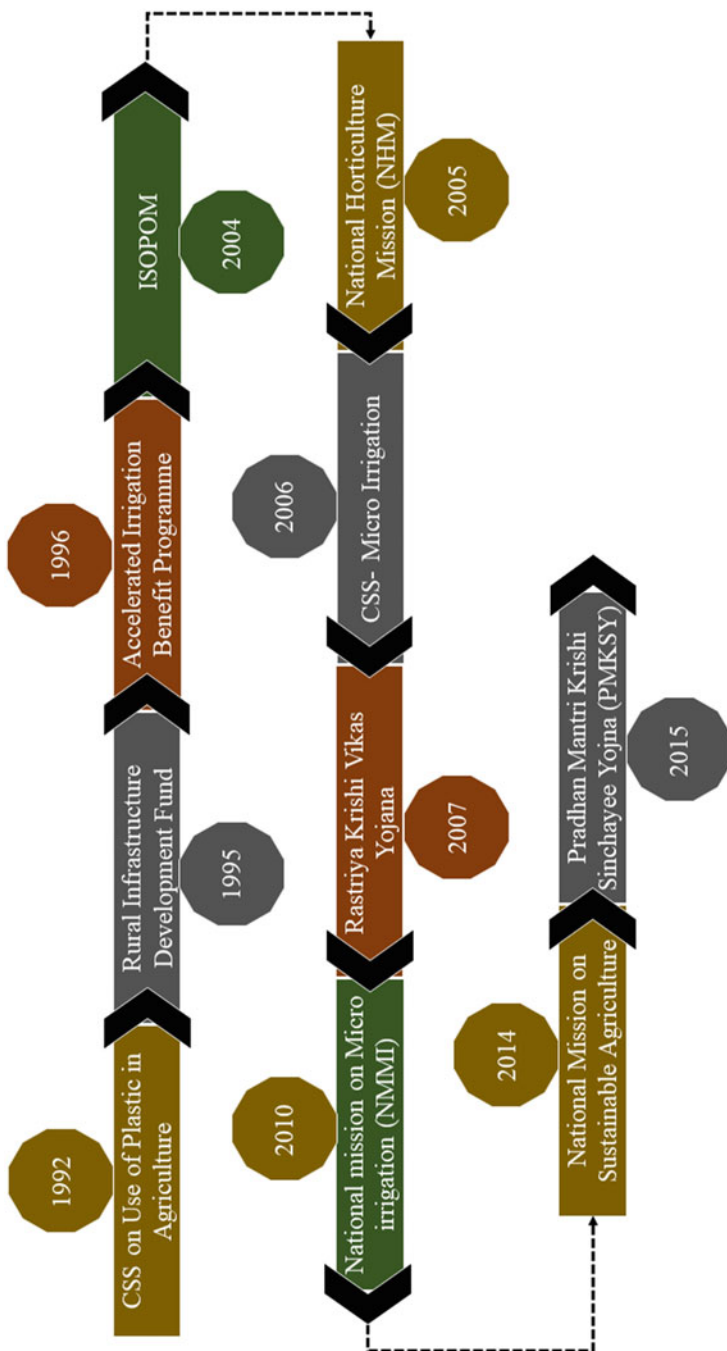 1992
CSS on Use of Plastic in
Agriculture
1995
Rural Infrastructure
Development Fund
1996
Accelerated Irrigation
Benefit Programme
2004
ISOPOM
2005
National Horticulture
Mission (NHM)
2006
CSS- Micro Irrigation
2007
Rastriya Krishi Vikas
Yojana
2010
National mission on Micro
irrigation (NMMI)
2014
National Mission on
Sustainable Agriculture
2015
Pradhan Mantri Krishi
Sinchayee Yojna (PMKSY)